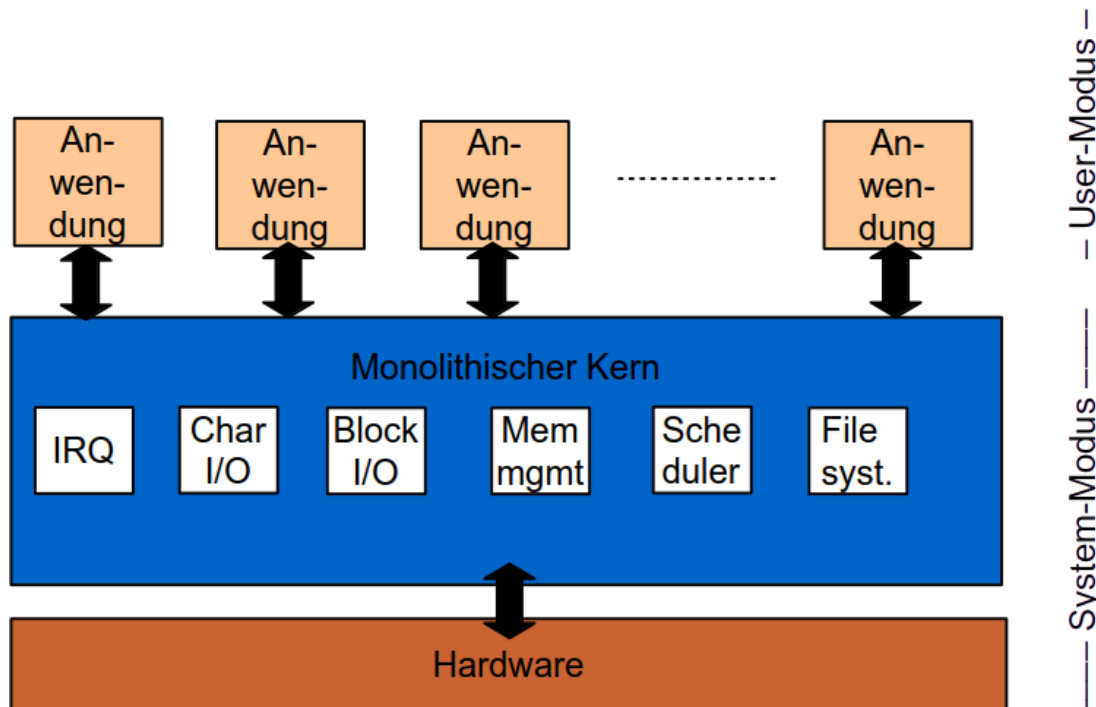 An-
wen-
dung
An-
wen-
dung
An-
wen-
dung
An-
wen-
dung
– User-Modus –
Monolithischer Kern
IRQ
Char
I/O
Block
I/O
Mem
mgmt
Sche
duler
File
syst.
Hardware
–––– System-Modus ––––